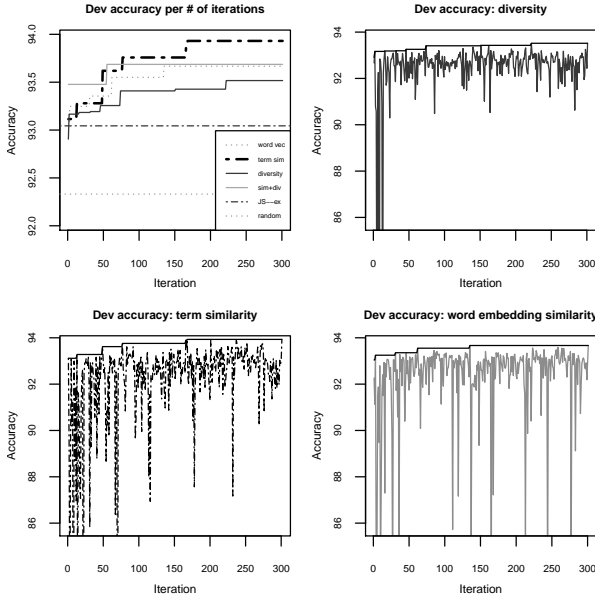 Dev accuracy per # of iterations
Accuracy
94.0
93.5
93.0
92.5
92.0
word vec
term sim
diversity
sim+div
JS−−ex
random
0 50 100 150 200 250 300
Iteration
Dev accuracy: diversity
Accuracy
94
92
90
88
86
0 50 100 150 200 250 300
Iteration
Dev accuracy: term similarity
Accuracy
94
92
90
88
86
0 50 100 150 200 250 300
Iteration
Dev accuracy: word embedding similarity
Accuracy
94
92
90
88
86
0 50 100 150 200 250 300
Iteration